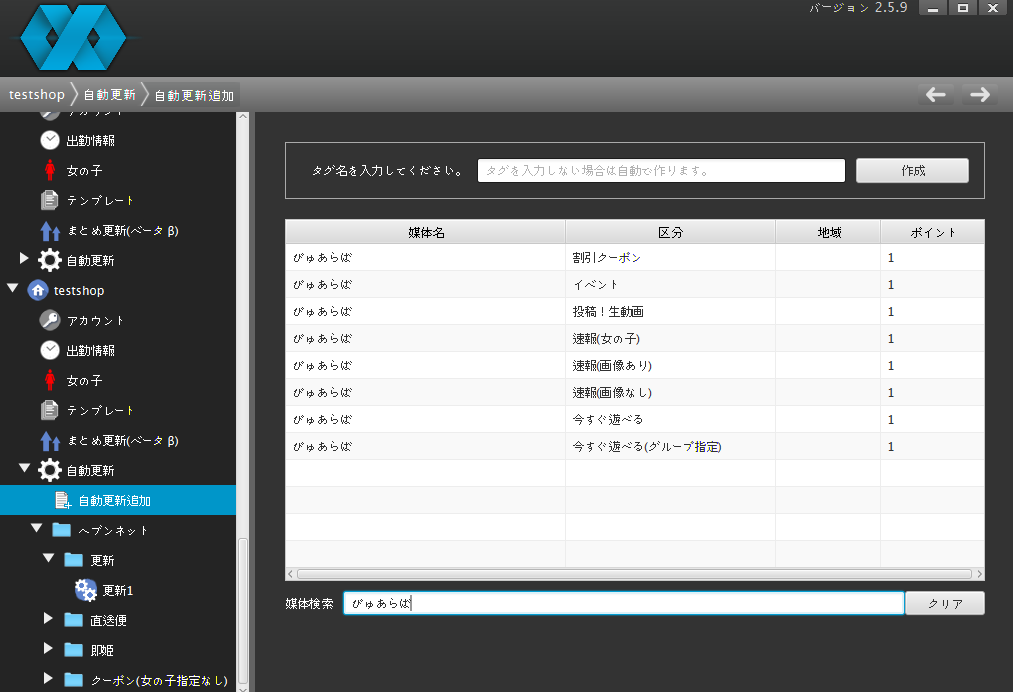 バージョン 2.5.9
testshop 自動更新 自動更新追加
アカウント
出勤情報
女の子
テンプレート
まとめ更新(ベータ β)
自動更新
testshop
アカウント
出勤情報
女の子
テンプレート
まとめ更新(ベータ β)
自動更新
自動更新追加
ヘブンネット
更新
更新1
直送便
即姫
クーポン(女の子指定なし)
タグ名を入力してください。 タグを入力しない場合は自動で作ります。 作成
媒体名 区分 地域 ポイント
びゅあらば 割引クーポン 1
びゅあらば イベント 1
びゅあらば 投稿！生動画 1
びゅあらば 速報(女の子) 1
びゅあらば 速報(画像あり) 1
びゅあらば 速報(画像なし) 1
びゅあらば 今すぐ遊べる 1
びゅあらば 今すぐ遊べる(グループ指定) 1
媒体検索 びゅあらば クリア